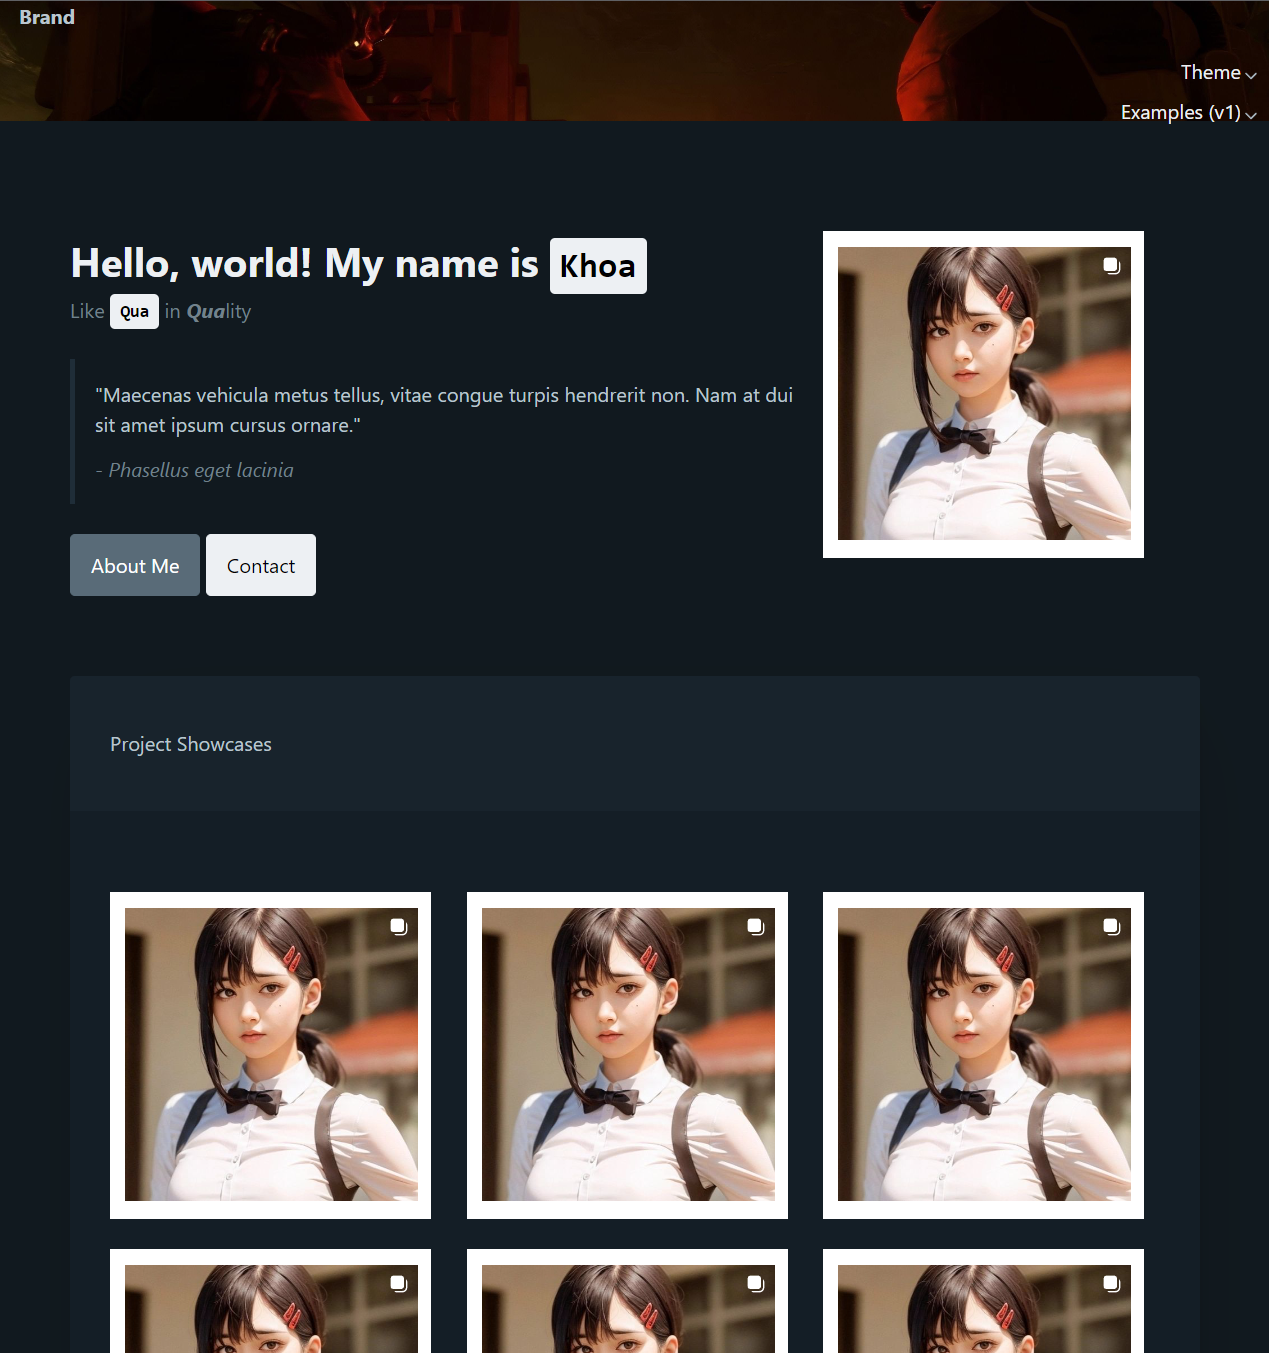 Brand
Theme
Examples (v1)
Hello, world! My name is Khoa
Like Qua in Quality
"Maecenas vehicula metus tellus, vitae congue turpis hendrerit non. Nam at dui
sit amet ipsum cursus ornare."
- Phasellus eget lacinia
About Me Contact
Project Showcases